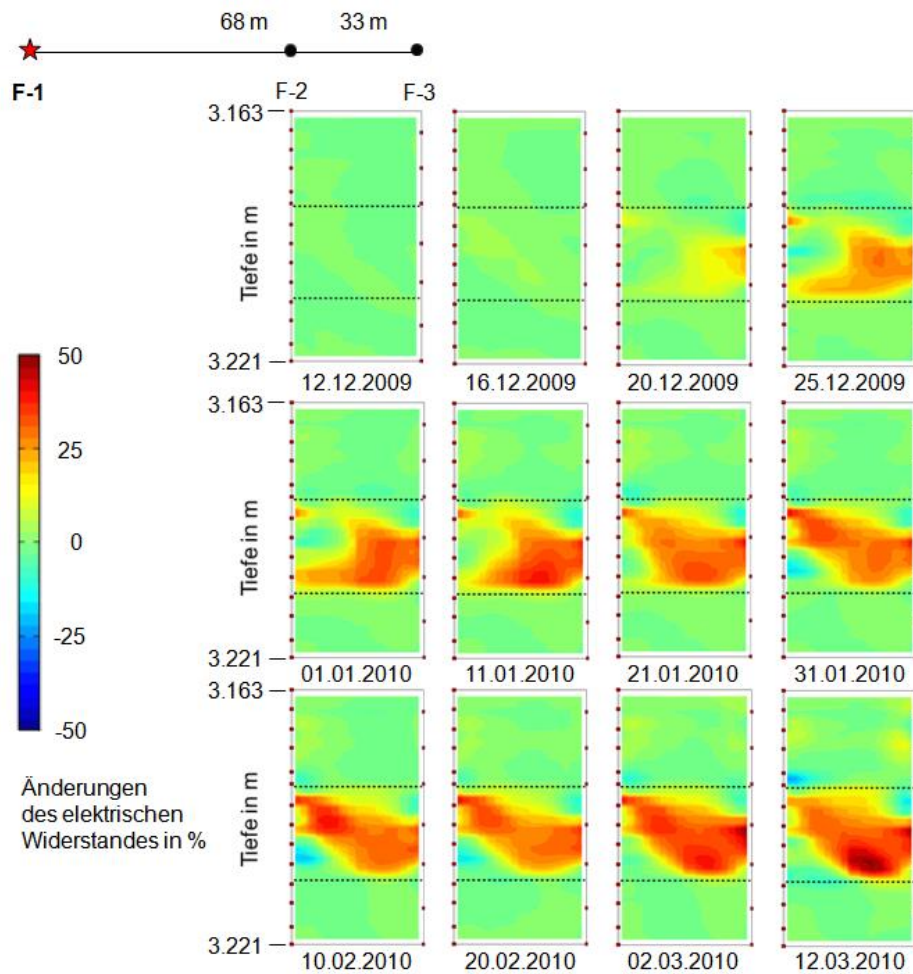 68 m 33 m
F-1 F-2 F-3
3.163
Tiefe in m
3.221
12.12.2009 16.12.2009 20.12.2009 25.12.2009
50
25
0
-25
-50
3.163
Tiefe in m
3.221
01.01.2010 11.01.2010 21.01.2010 31.01.2010
3.163
Änderungen
des elektrischen
Widerstandes in %
Tiefe in m
3.221
10.02.2010 20.02.2010 02.03.2010 12.03.2010